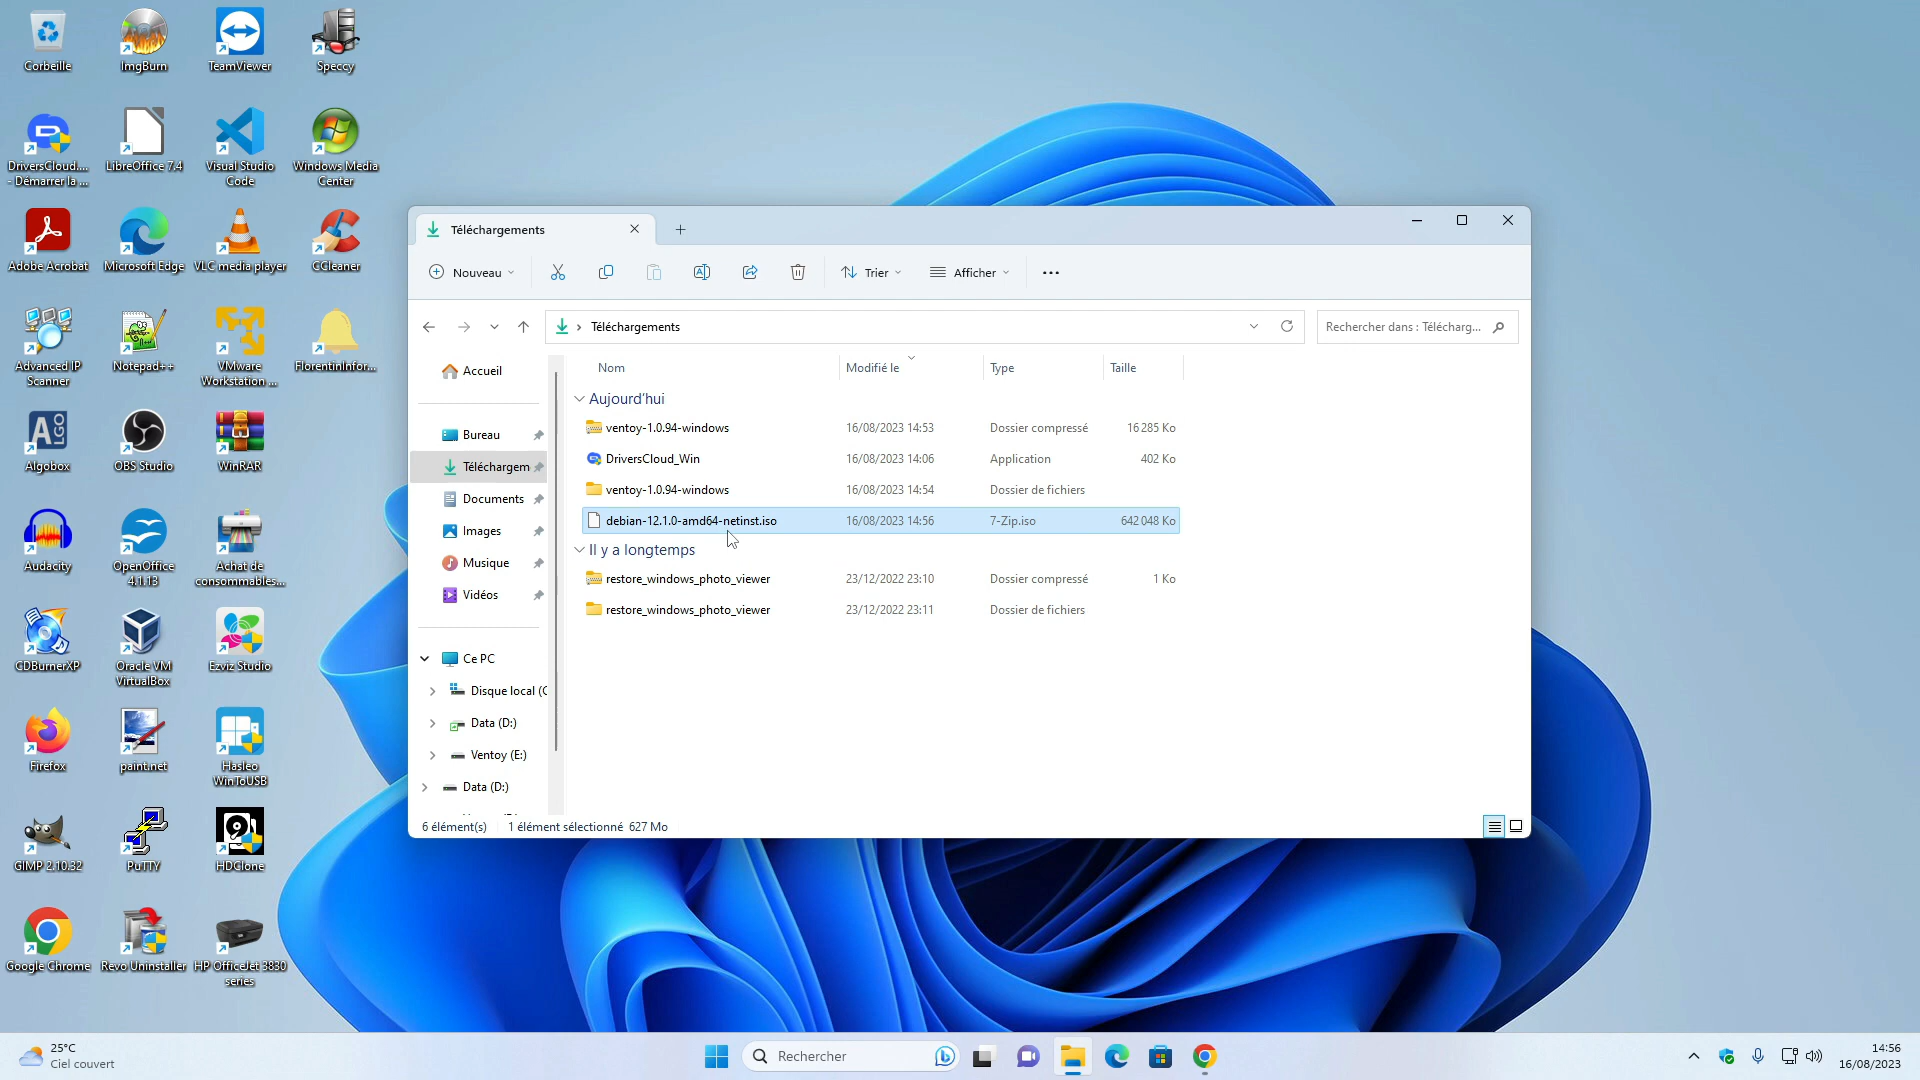 Corbeille
ImgBurn
TeamViewer
Speccy
DriversCloud....
- Démarrer la ...
LibreOffice 7.4
Visual Studio
Code
Windows Media
Center
Adobe Acrobat
Microsoft Edge
VLC media player
CCleaner
Advanced IP
Scanner
Notepad++
VMware
Workstation ...
FlorentinInfor...
ALGO
Algobox
OBS Studio
WinRAR
Audacity
OpenOffice
4.1.13
Achat de
consommables...
CDBurnerXP
Oracle VM
VirtualBox
Ezviz Studio
Firefox
paint.net
Hasleo
WinToUSB
GIMP 2.10.32
PuTTY
HDClone
Google Chrome
Revo Uninstaller
HP OfficeJet 3830
series
Téléchargements
Nouveau
Trier
Afficher
Téléchargements
Rechercher dans : Télécharg...
Accueil
Bureau
Téléchargem
Documents
Images
Musique
Vidéos
Ce PC
Disque local (C
Data (D:)
Ventoy (E:)
Data (D:)
Nom Modifié le Type Taille
Aujourd'hui
ventoy-1.0.94-windows 16/08/2023 14:53 Dossier compressé 16 285 Ko
DriversCloud_Win 16/08/2023 14:06 Application 402 Ko
ventoy-1.0.94-windows 16/08/2023 14:54 Dossier de fichiers
debian-12.1.0-amd64-netinst.iso 16/08/2023 14:56 7-Zip.iso 642 048 Ko
Il y a longtemps
restore_windows_photo_viewer 23/12/2022 23:10 Dossier compressé 1 Ko
restore_windows_photo_viewer 23/12/2022 23:11 Dossier de fichiers
6 élément(s) 1 élément sélectionné 627 Mo
25°C
Ciel couvert
Rechercher
14:56
16/08/2023